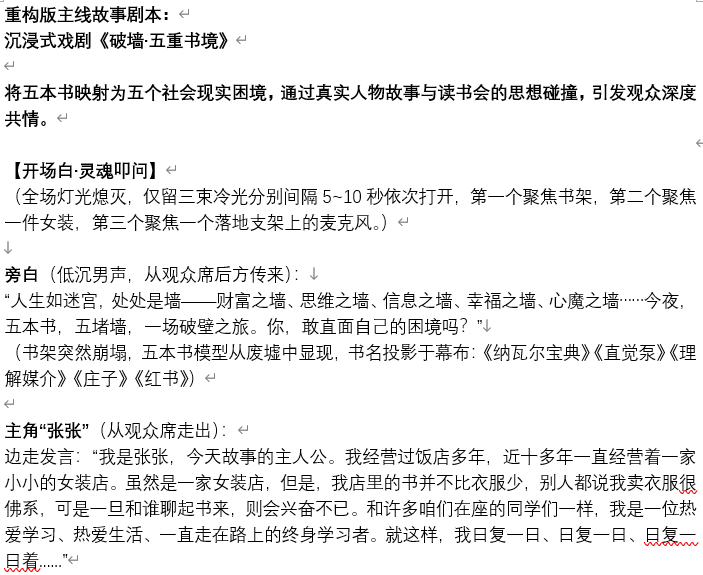 重构版主线故事剧本：
沉浸式戏剧《破墙·五重书境》
将五本书映射为五个社会现实困境，通过真实人物故事与读书会的思想碰撞，引发观众深度
共情。
【开场白·灵魂叩问】
（全场灯光熄灭，仅留三束冷光分别间隔 5~10 秒依次打开，第一个聚焦书架，第二个聚焦
一件女装，第三个聚焦一个落地支架上的麦克风。）
旁白（低沉男声，从观众席后方传来）：
“人生如迷宫，处处是墙——财富之墙、思维之墙、信息之墙、幸福之墙、心魔之墙……今夜，
五本书，五堵墙，一场破壁之旅。你，敢直面自己的困境吗？”
（书架突然崩塌，五本书模型从废墟中显现，书名投影于幕布：《纳瓦尔宝典》《直觉泵》《理
解媒介》《庄子》《红书》）
主角“张张”（从观众席走出）：
边走发言：“我是张张，今天故事的主人公。我经营过饭店多年，近十多年一直经营着一家
小小的女装店。虽然是一家女装店，但是，我店里的书并不比衣服少，别人都说我卖衣服很
佛系，可是一旦和谁聊起书来，则会兴奋不已。和许多咱们在座的同学们一样，我是一位热
爱学习、热爱生活、一直走在路上的终身学习者。就这样，我日复一日、日复一日、日复一
日着……”